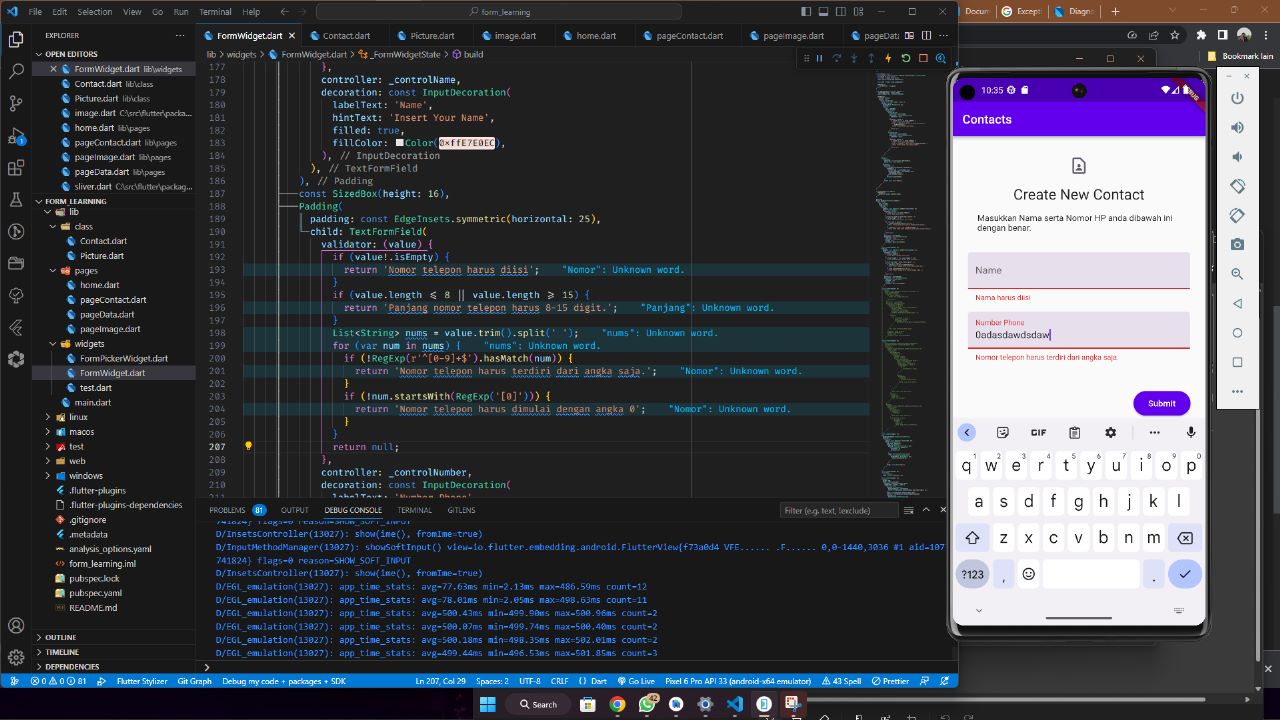 File Edit View Go Run Terminal Help
form_learning
EXPLORER
OPEN EDITORS
FormWidget.dart lib\widgets
Contact.dart lib\class
Picture.dart lib\class
image.dart C:\src\flutter\packa...
home.dart lib\pages
pageContact.dart lib\pages
pageImage.dart lib\pages
pageData.dart lib\pages
sliver.dart C:\src\flutter\packag...
FORM_LEARNING
lib
class
Contact.dart
Picture.dart
pages
home.dart
pageContact.dart
pageData.dart
pageImage.dart
widgets
FormPickerWidget.dart
FormWidget.dart
test.dart
main.dart
linux
macos
test
web
windows
.flutter-plugins
.flutter-plugins-dependencies
.gitignore
.metadata
analysis_options.yaml
form_learning.iml
pubspec.lock
pubspec.yaml
README.md
OUTLINE
TIMELINE
DEPENDENCIES
FormWidget.dart Contact.dart Picture.dart image.dart home.dart pageContact.dart pageImage.dart pageData
lib > widgets > FormWidget.dart > _FormWidgetState > build
177 },
178 controller: _controlName,
179 decoration: const InputDecoration(
180 labelText: 'Name',
181 hintText: 'Insert Your Name',
182 filled: true,
183 fillColor: Color(0xffE7E0EC),
184 ), // InputDecoration
185 ), // TextFormField
186 ), // Padding
187 const SizedBox(height: 16),
188 Padding(
189 padding: const EdgeInsets.symmetric(horizontal: 25),
190 child: TextFormField(
191 validator: (value) {
192 if (value!.isEmpty) {
193 return 'Nomor telepon harus diisi'; "Nomor": Unknown word.
194 }
195 if (value.length <= 8 || value.length >= 15) {
196 return 'Panjang nomor telepon harus 8-15 digit.'; "Panjang": Unknown word.
197 }
198 List<String> nums = value.trim().split(' '); "nums": Unknown word.
199 for (var num in nums) { "nums": Unknown word.
200 if (!RegExp(r'^[0-9]+$').hasMatch(num)) {
201 return 'Nomor telepon harus terdiri dari angka saja.'; "Nomor": Unknown word.
202 }
203 if (!num.startsWith(RegExp('[0]'))) {
204 return 'Nomor telepon harus dimulai dengan angka 0'; "Nomor": Unknown word.
205 }
206 }
207 return null;
208 },
209 controller: _controlNumber,
210 decoration: const InputDecoration(
PROBLEMS 81 OUTPUT DEBUG CONSOLE TERMINAL GITLENS
Filter (e.g. text, !exclude)
741824} flags=0 reason=SHOW_SOFT_INPUT
D/InsetsController(13027): show(ime(), fromIme=true)
D/InputMethodManager(13027): showSoftInput() view=io.flutter.embedding.android.FlutterView{f73a0d4 VFE...... .F...... 0,0-1440,3036 #1 aid=107
741824} flags=0 reason=SHOW_SOFT_INPUT
D/InsetsController(13027): show(ime(), fromIme=true)
D/EGL_emulation(13027): app_time_stats: avg=77.63ms min=2.13ms max=486.59ms count=12
D/EGL_emulation(13027): app_time_stats: avg=78.01ms min=2.05ms max=498.63ms count=11
D/EGL_emulation(13027): app_time_stats: avg=500.43ms min=499.90ms max=500.96ms count=2
D/EGL_emulation(13027): app_time_stats: avg=500.07ms min=499.74ms max=500.40ms count=2
D/EGL_emulation(13027): app_time_stats: avg=500.18ms min=498.35ms max=502.01ms count=2
D/EGL_emulation(13027): app_time_stats: avg=499.44ms min=496.53ms max=501.85ms count=3
0 0 81 Flutter Stylizer Git Graph Debug my code + packages + SDK
Ln 207, Col 29 Spaces: 2 UTF-8 CRLF {} Dart Go Live Pixel 6 Pro API 33 (android-x64 emulator) 43 Spell Prettier
Docum Except Diagno
Bookmark lain
10:35
Contacts
Create New Contact
Masukkan Nama serta Nomor HP anda dibawah ini
dengan benar.
Name
Nama harus diisi
Number Phone
0adasdawdsdaw
Nomor telepon harus terdiri dari angka saja.
Submit
GIF
q w e r t y u i o p
1 2 3 4 5 6 7 8 9 0
a s d f g h j k l
z x c v b n m
?123 , .
Search
42